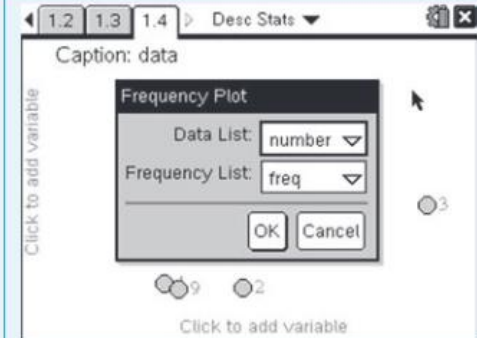 1.2 1.3 1.4 Desc Stats
Caption: data
Click to add variable
Frequency Plot
Data List: number
Frequency List: freq
OK Cancel
3
9 2
Click to add variable